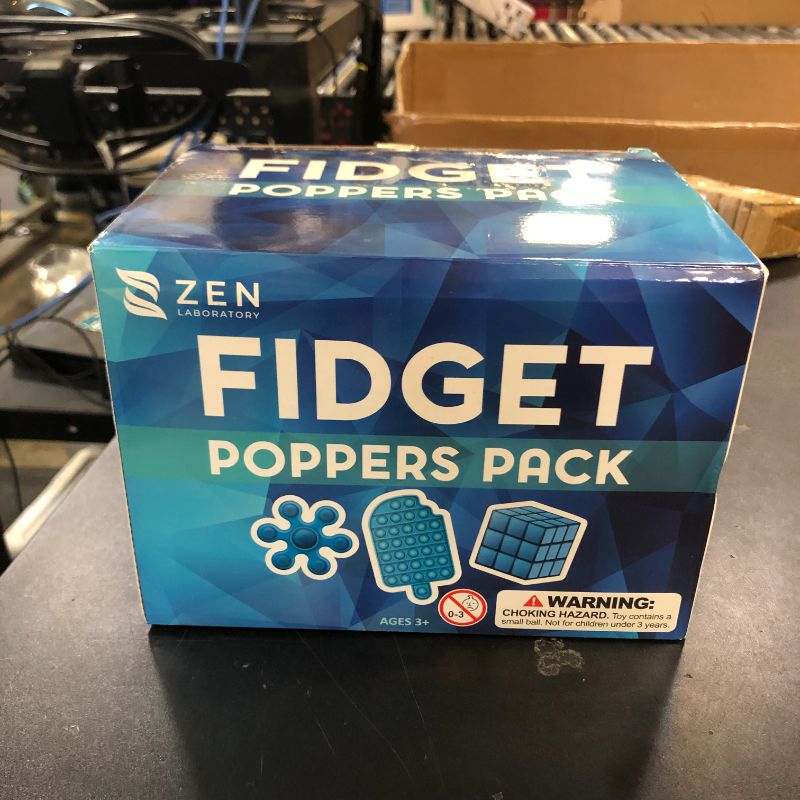 FIDGET
POPPERS PACK
ZEN
LABORATORY
FIDGET
POPPERS PACK
AGES 3+
0-3
WARNING:
CHOKING HAZARD. Toy contains a
small ball. Not for children under 3 years.